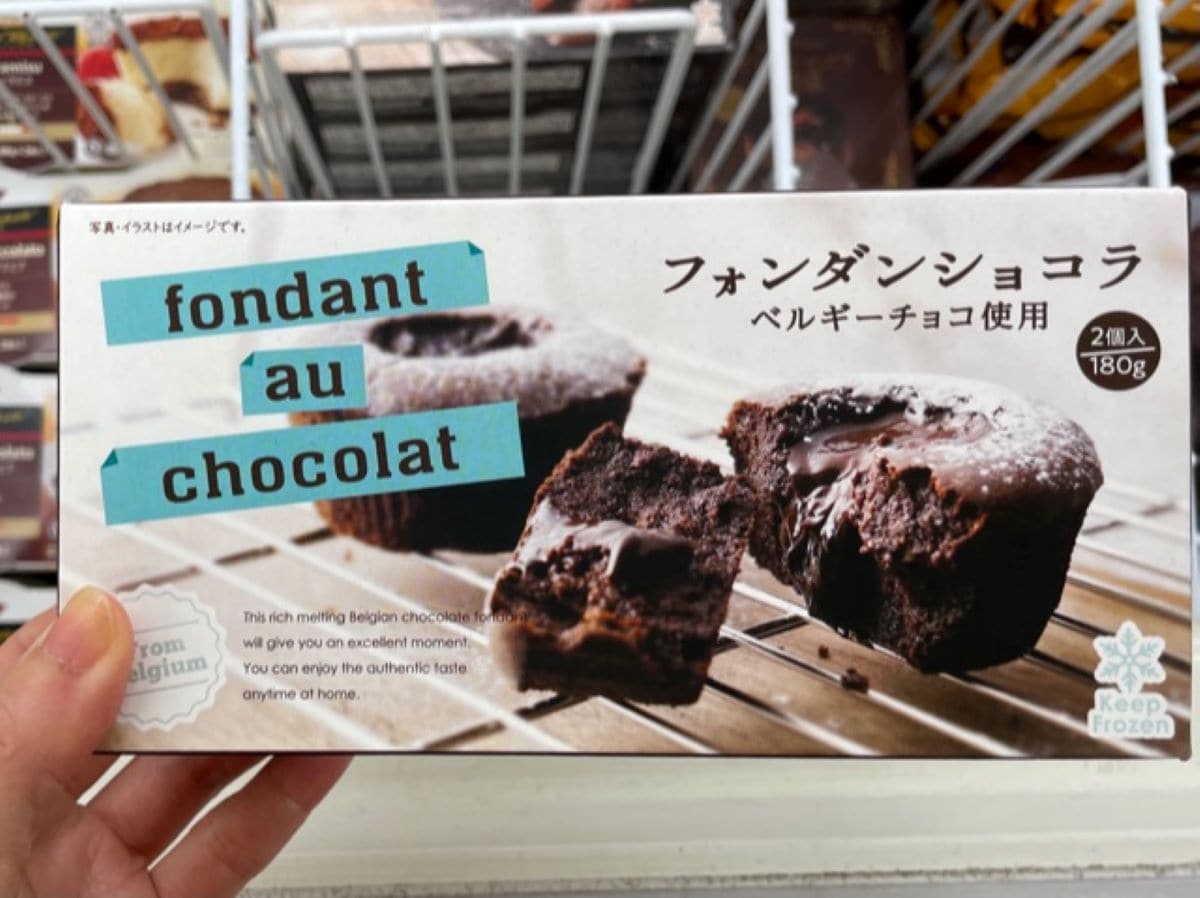 写真・イラストはイメージです。
fondant
au
chocolat
フォンダンショコラ
ベルギーチョコ使用
2個入
180g
This rich melting Belgian chocolate fondant
will give you an excellent moment.
You can enjoy the authentic taste
anytime at home.
From
elgium
Keep
Frozen